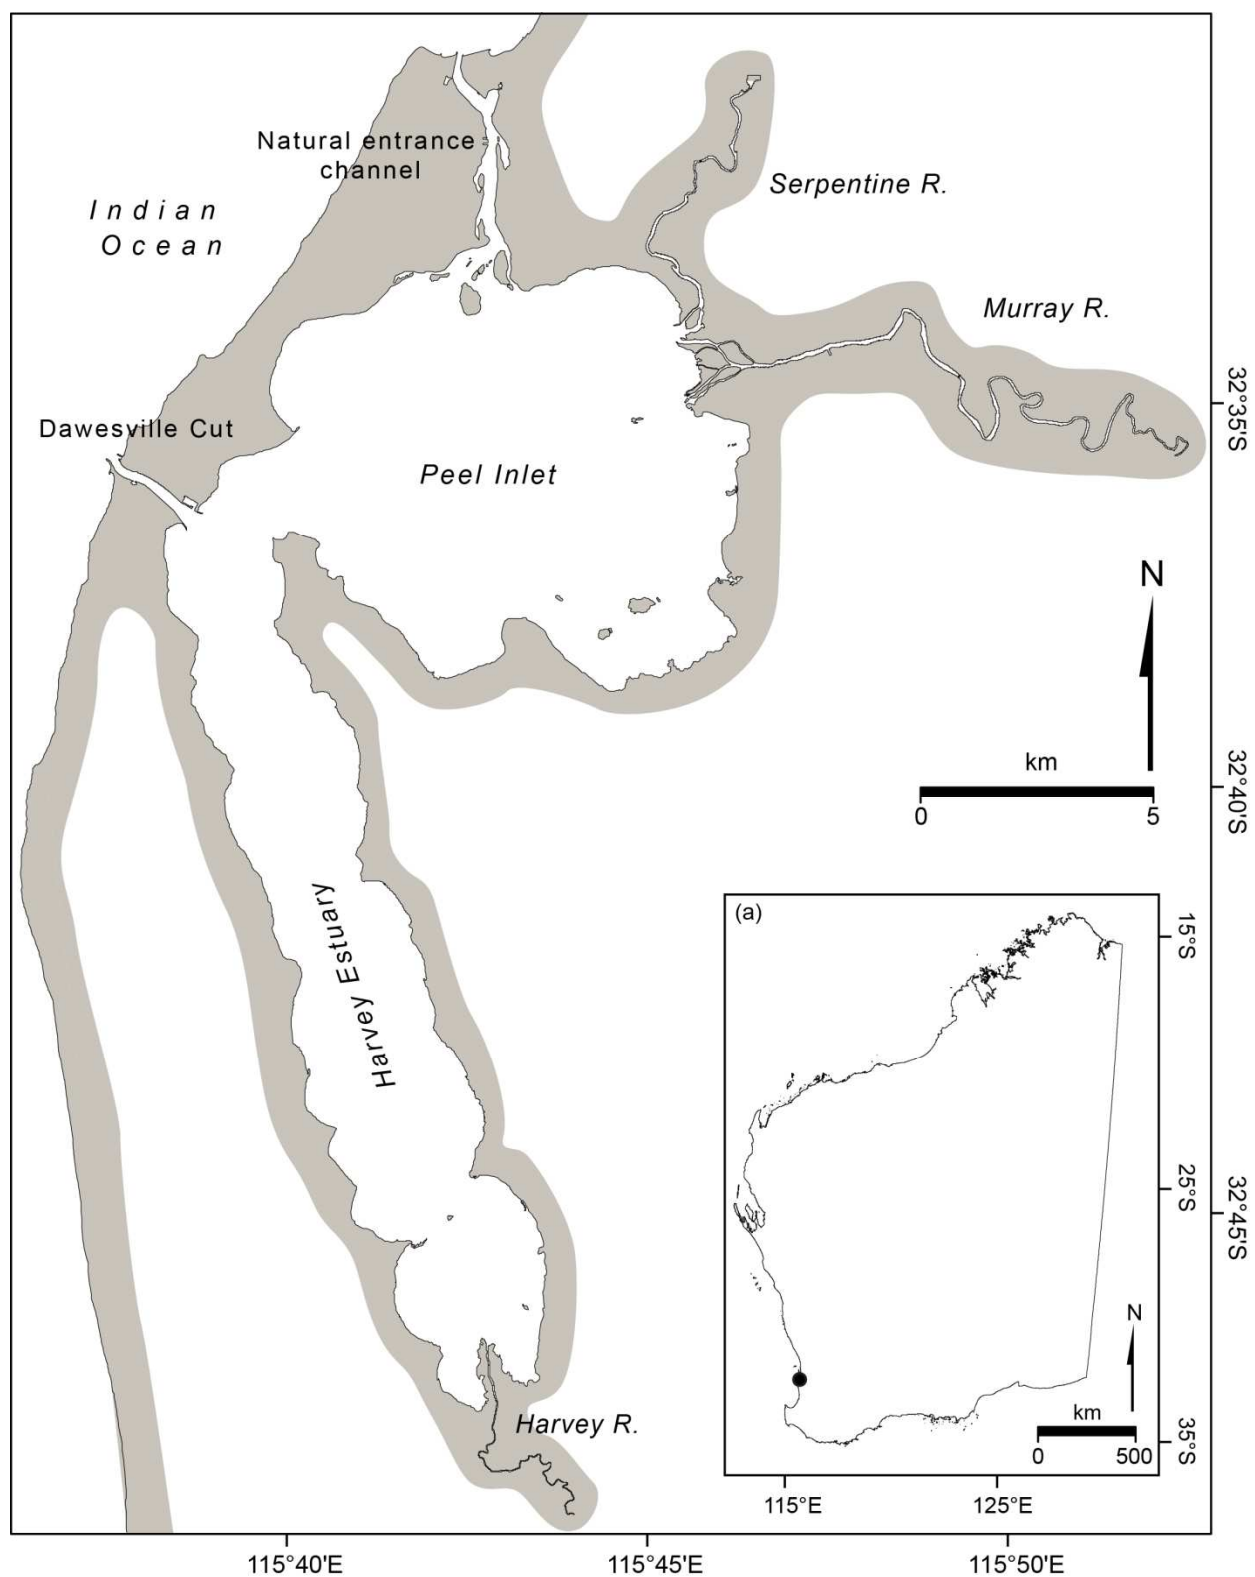 Natural entrance
channel
Serpentine R.
Indian
Ocean
Murray R.
32°35'S
Dawesville Cut
Peel Inlet
N
km
0 5
32°40'S
Harvey Estuary
(a)
15°S
25°S
32°45'S
N
km
0 500
35°S
115°E 125°E
Harvey R.
115°40'E 115°45'E 115°50'E